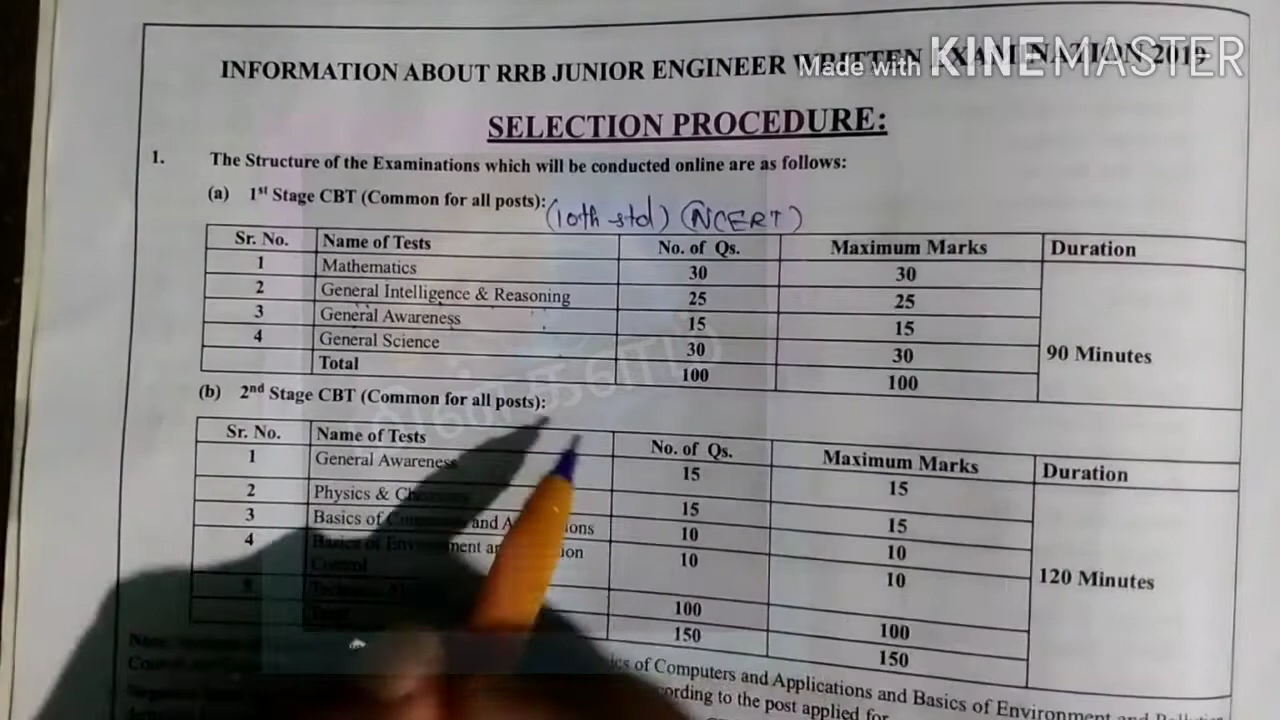 INFORMATION ABOUT RRB JUNIOR ENGINEER WRITTEN EXAMINATION 2019
Made with KINEMASTER
SELECTION PROCEDURE:
1. The Structure of the Examinations which will be conducted online are as follows:
(a) 1st Stage CBT (Common for all posts): (10th std) (NCERT)
Sr. No. Name of Tests No. of Qs. Maximum Marks Duration
1 Mathematics 30 30
2 General Intelligence & Reasoning 25 25
3 General Awareness 15 15
4 General Science 30 30 90 Minutes
Total 100 100
(b) 2nd Stage CBT (Common for all posts):
Sr. No. Name of Tests No. of Qs. Maximum Marks Duration
1 General Awareness 15 15
2 Physics & 15 15
3 Basics of and 10 10
4 Basics of 10 10 120 Minutes
Control
100 100
150 150
of Computers and Applications and Basics of Environment and
to the post applied for